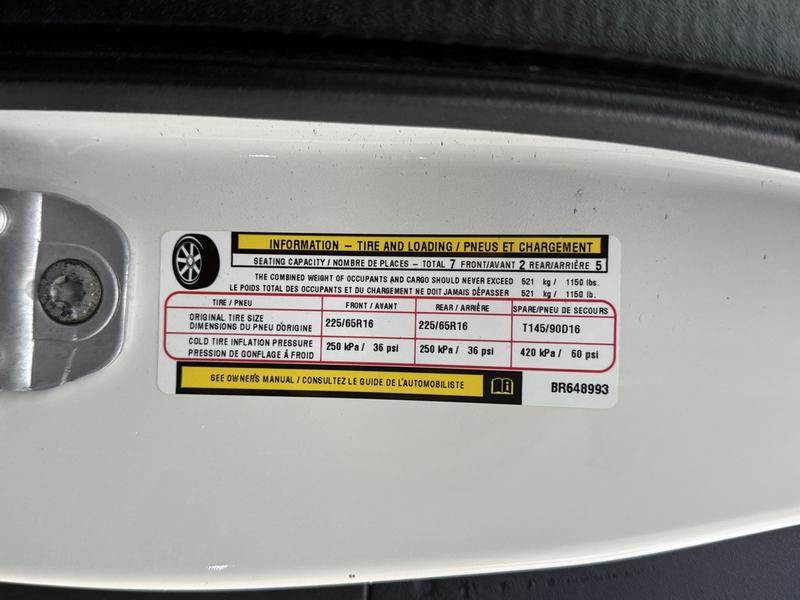 INFORMATION – TIRE AND LOADING / PNEUS ET CHARGEMENT
SEATING CAPACITY / NOMBRE DE PLACES – TOTAL 7 FRONT/AVANT 2 REAR/ARRIÈRE 5
THE COMBINED WEIGHT OF OCCUPANTS AND CARGO SHOULD NEVER EXCEED 521 kg / 1150 lbs.
LE POIDS TOTAL DES OCCUPANTS ET DU CHARGEMENT NE DOIT JAMAIS DÉPASSER 521 kg / 1150 lb.
TIRE / PNEU FRONT / AVANT REAR / ARRIÈRE SPARE/PNEU DE SECOURS
ORIGINAL TIRE SIZE
DIMENSIONS DU PNEU D'ORIGINE 225/65R16 225/65R16 T145/90D16
COLD TIRE INFLATION PRESSURE
PRESSION DE GONFLAGE Á FROID 250 kPa / 36 psi 250 kPa / 36 psi 420 kPa / 60 psi
SEE OWNER'S MANUAL / CONSULTEZ LE GUIDE DE L'AUTOMOBILISTE BR648993